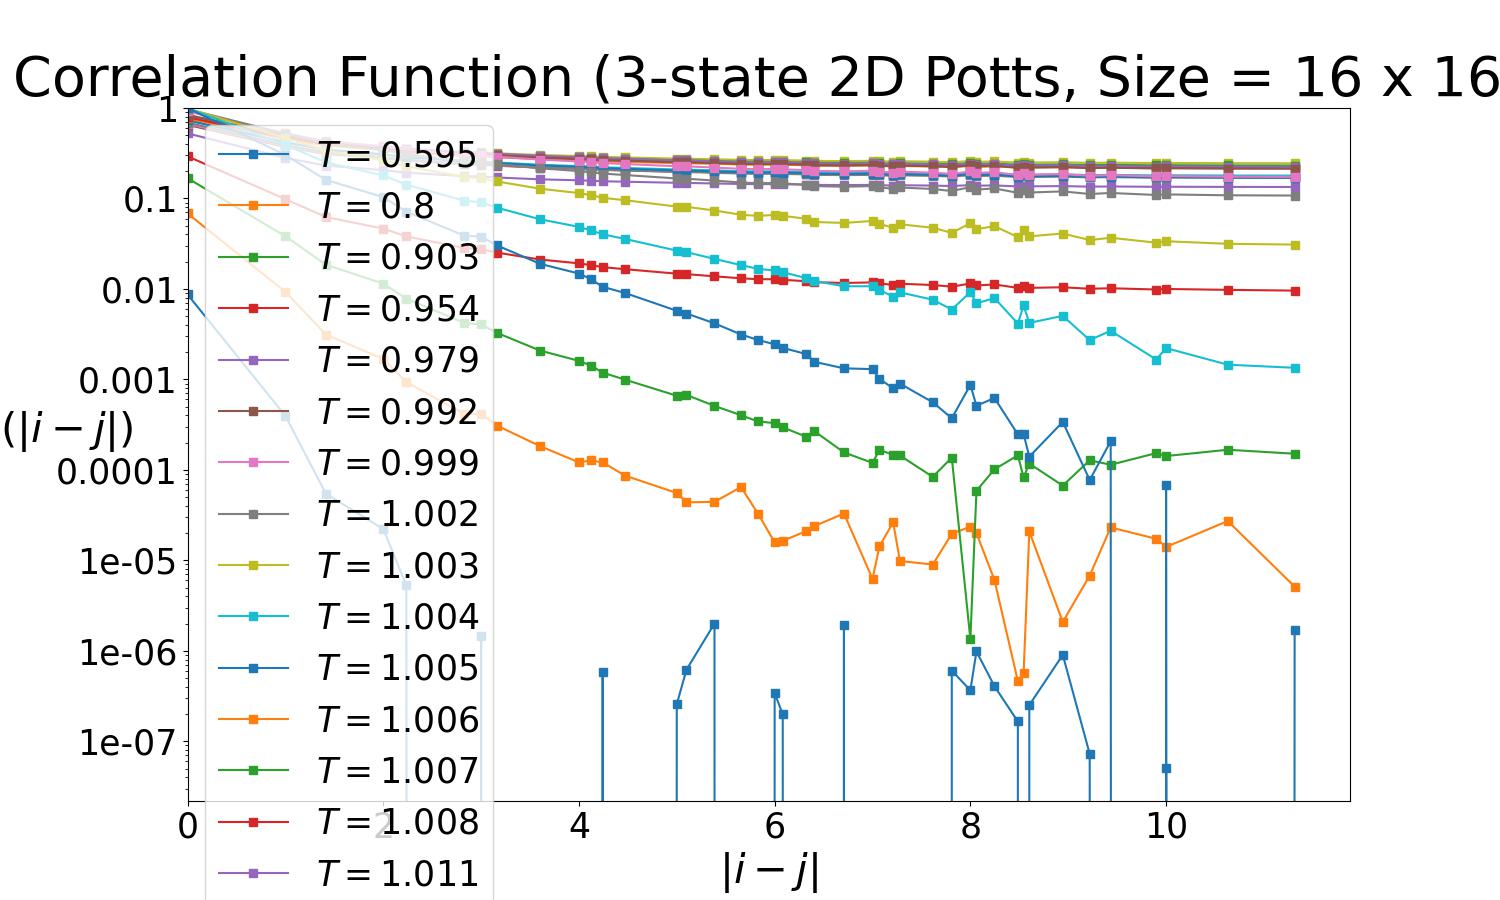 Correlation Function (3-state 2D Potts, Size = 16 x 16
1
0.1
0.01
0.001
0.0001
1e-05
1e-06
1e-07
(|i − j|)
T = 0.595
T = 0.8
T = 0.903
T = 0.954
T = 0.979
T = 0.992
T = 0.999
T = 1.002
T = 1.003
T = 1.004
T = 1.005
T = 1.006
T = 1.007
T = 1.008
T = 1.011
0 2 4 6 8 10
|i − j|